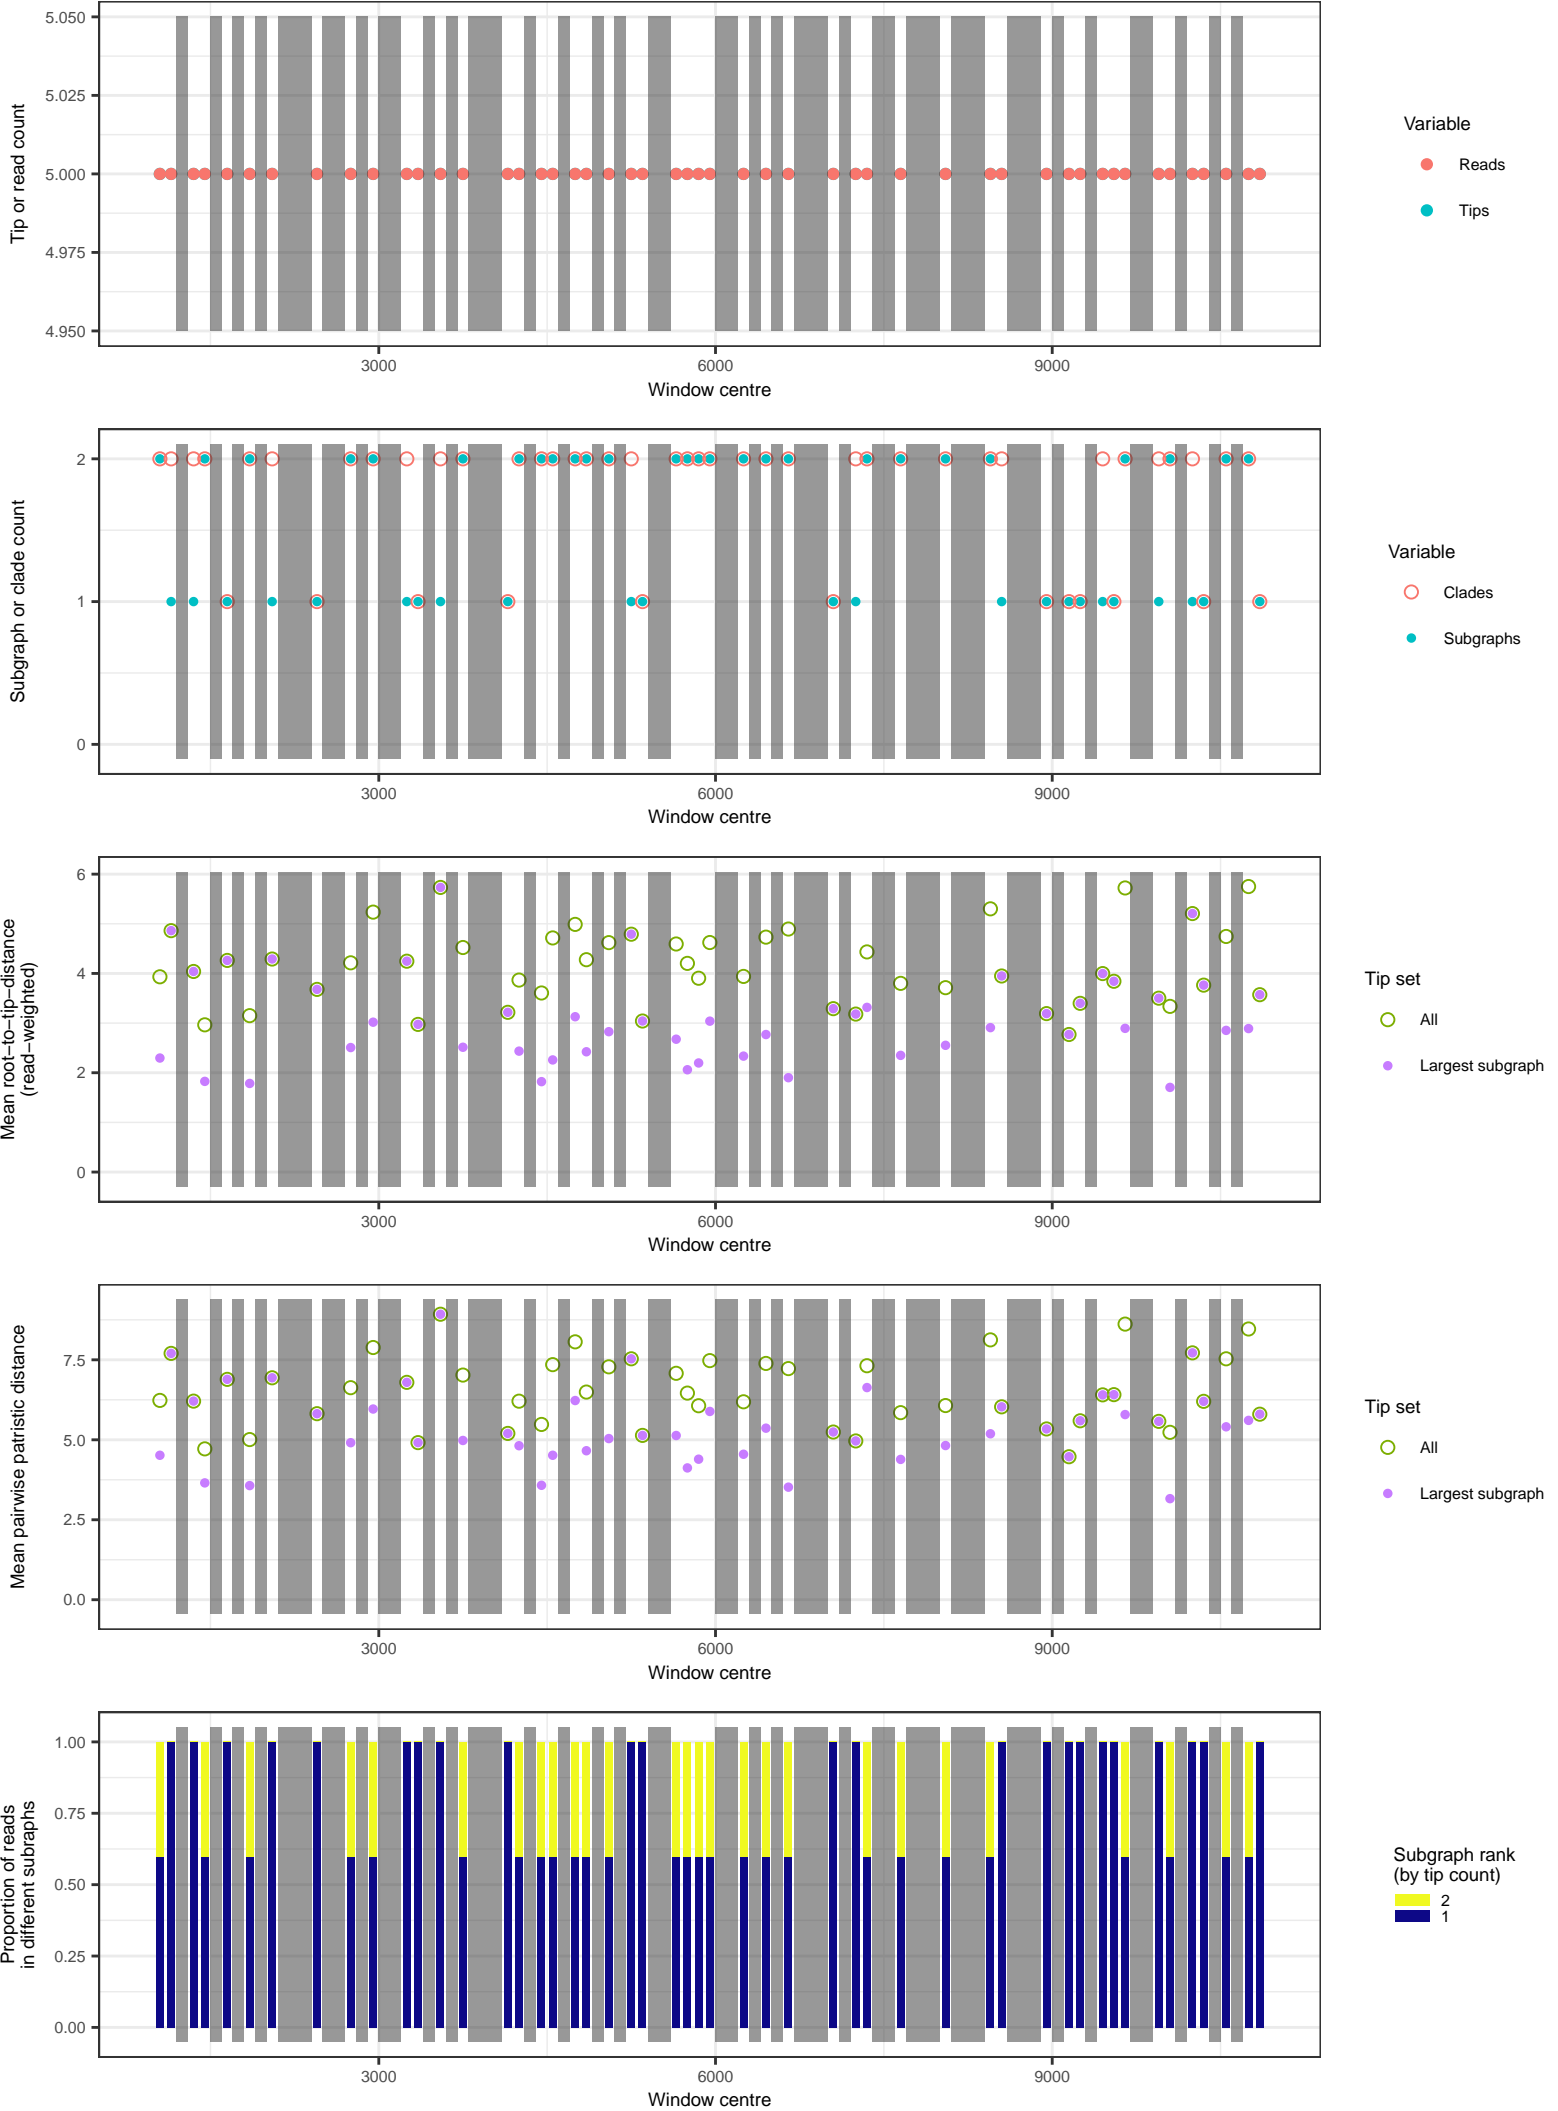 5.050
5.025
5.000
4.975
4.950
Tip or read count
3000 6000 9000
Window centre
Variable
Reads
Tips
2
1
0
Subgraph or clade count
3000 6000 9000
Window centre
Variable
Clades
Subgraphs
6
4
2
0
Mean root−to−tip−distance
(read−weighted)
3000 6000 9000
Window centre
Tip set
All
Largest subgraph
7.5
5.0
2.5
0.0
Mean pairwise patristic distance
3000 6000 9000
Window centre
Tip set
All
Largest subgraph
1.00
0.75
0.50
0.25
0.00
Proportion of reads
in different subraphs
3000 6000 9000
Window centre
Subgraph rank
(by tip count)
2
1